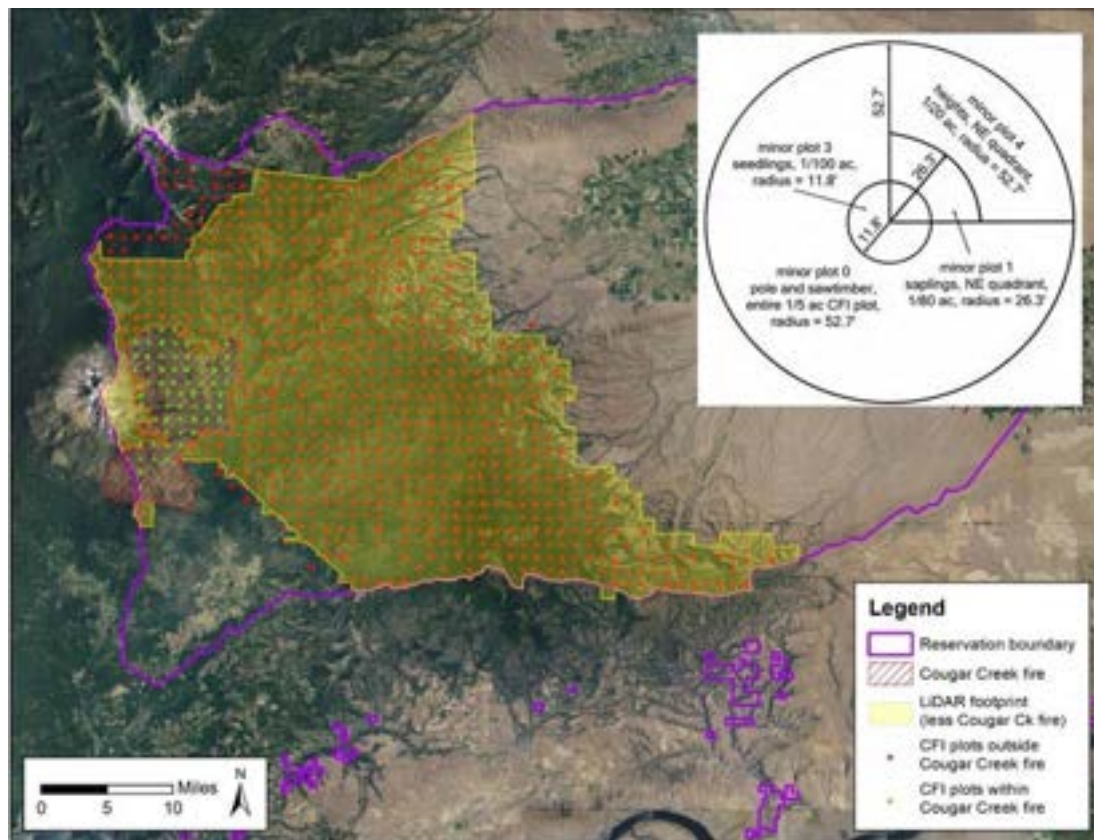 52.7'
minor plot 4
heights, NE quadrant,
1/20 ac, radius = 52.7'
minor plot 3
seedlings, 1/100 ac,
radius = 11.8'
26.3'
11.8'
minor plot 0
pole and sawtimber,
entire 1/5 ac CFI plot,
radius = 52.7'
minor plot 1
saplings, NE quadrant,
1/80 ac, radius = 26.3'
Legend
Reservation boundary
Cougar Creek fire
LiDAR footprint
(less Cougar Ck fire)
CFI plots outside
Cougar Creek fire
CFI plots within
Cougar Creek fire
Miles
0 5 10
N